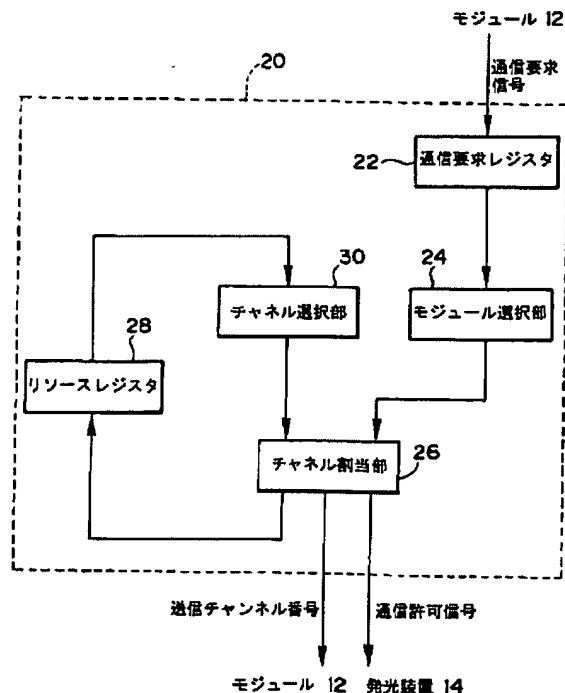 モジュール 12
通信要求
信号
20
22
通信要求レジスタ
30
24
チャネル選択部
モジュール選択部
28
リソースレジスタ
チャネル割当部
26
送信チャンネル番号
通信許可信号
モジュール 12
発光装置 14